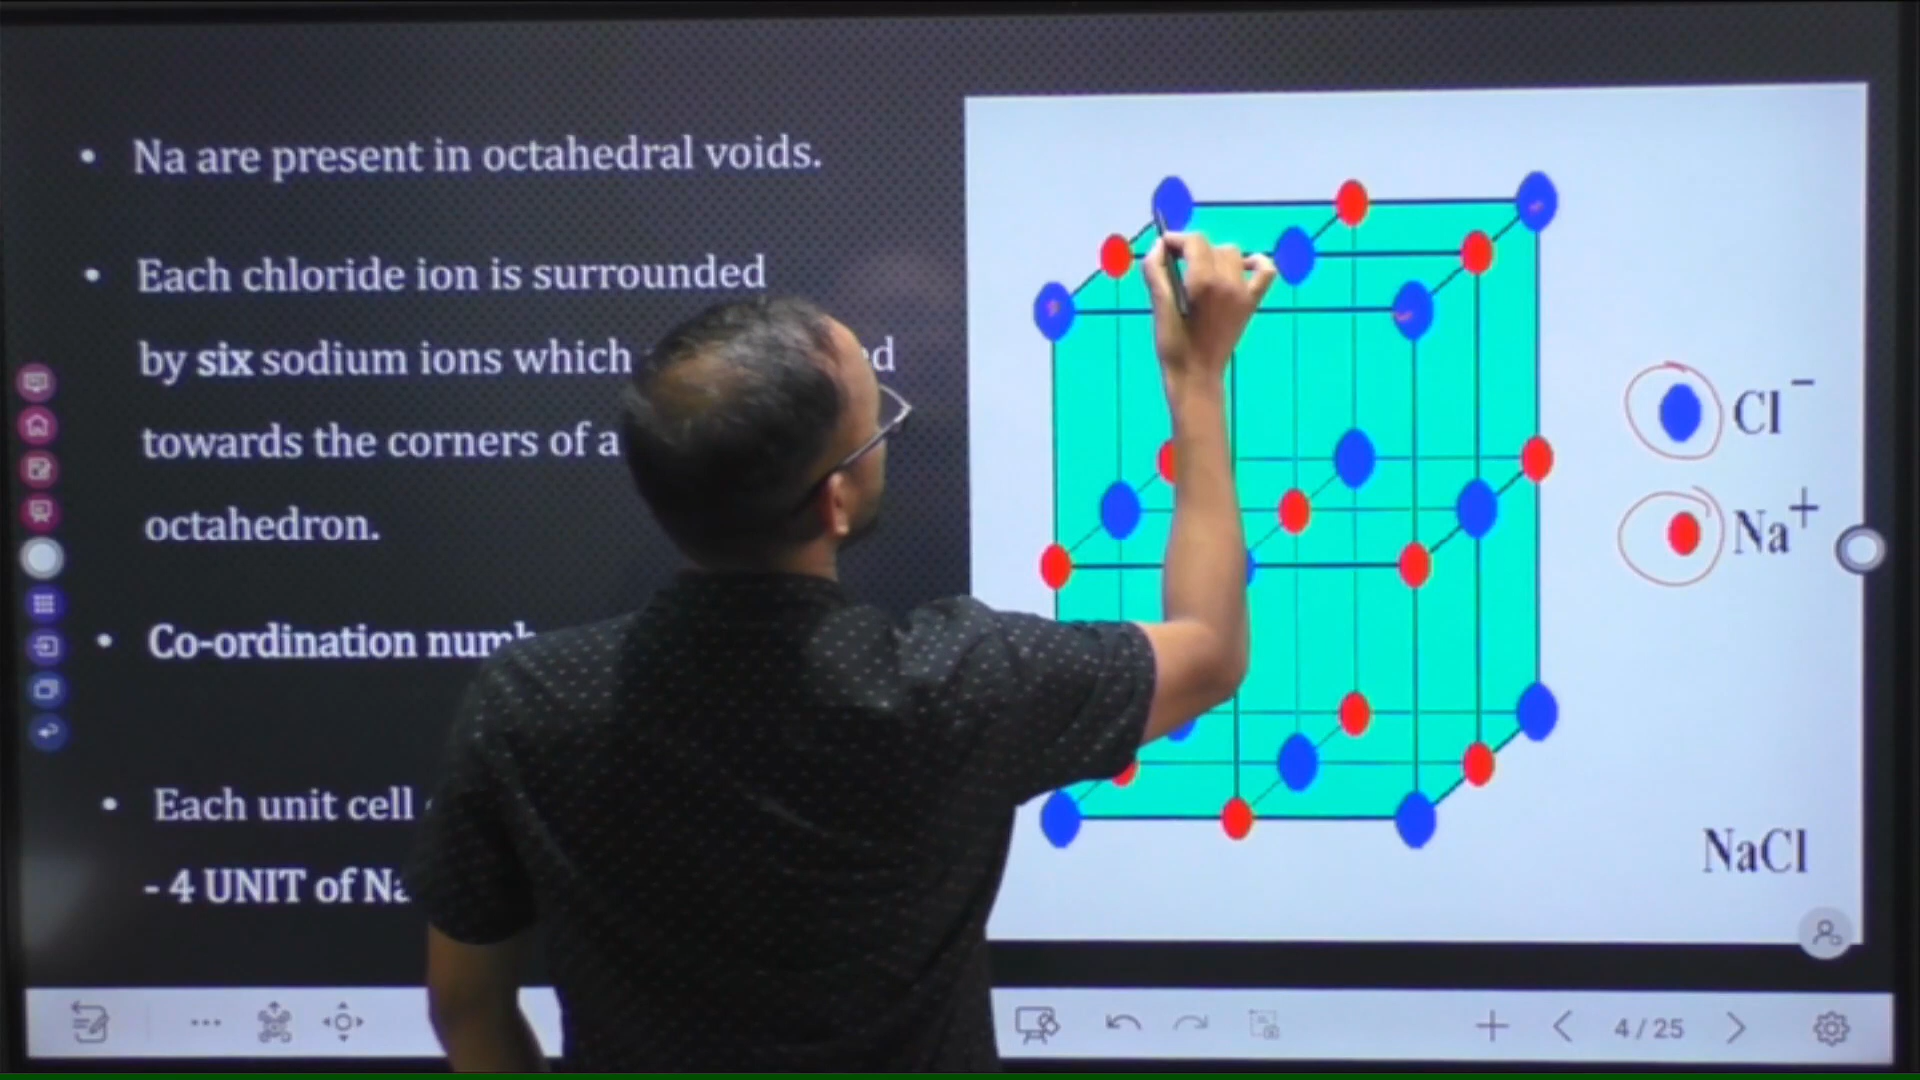 • Na are present in octahedral voids.
• Each chloride ion is surrounded
by six sodium ions which
towards the corners of a
octahedron.
• Co-ordination
• Each unit cell
- 4 UNIT of
Cl⁻
Na⁺
NaCl
4 / 25